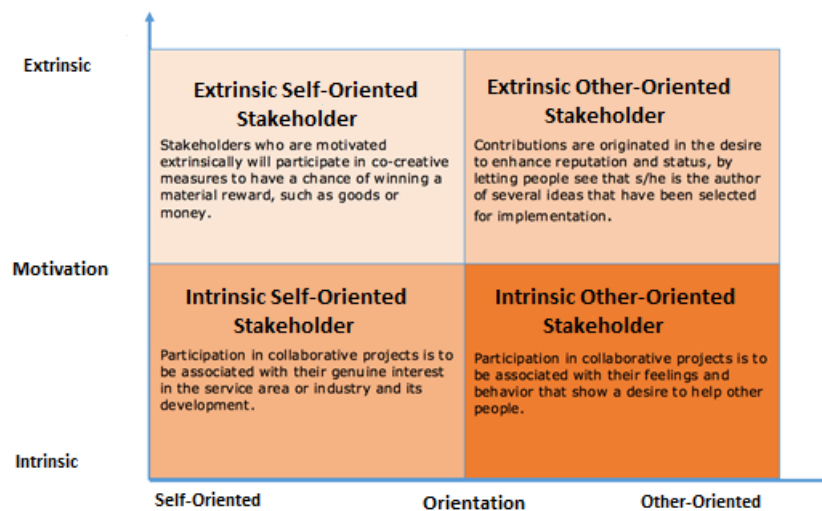 Extrinsic
Extrinsic Self-Oriented
Stakeholder
Stakeholders who are motivated
extrinsically will participate in co-creative
measures to have a chance of winning a
material reward, such as goods or
money.
Extrinsic Other-Oriented
Stakeholder
Contributions are originated in the desire
to enhance reputation and status, by
letting people see that s/he is the author
of several ideas that have been selected
for implementation.
Motivation
Intrinsic Self-Oriented
Stakeholder
Participation in collaborative projects is to
be associated with their genuine interest
in the service area or industry and its
development.
Intrinsic Other-Oriented
Stakeholder
Participation in collaborative projects is to
be associated with their feelings and
behavior that show a desire to help other
people.
Intrinsic
Self-Oriented
Orientation
Other-Oriented